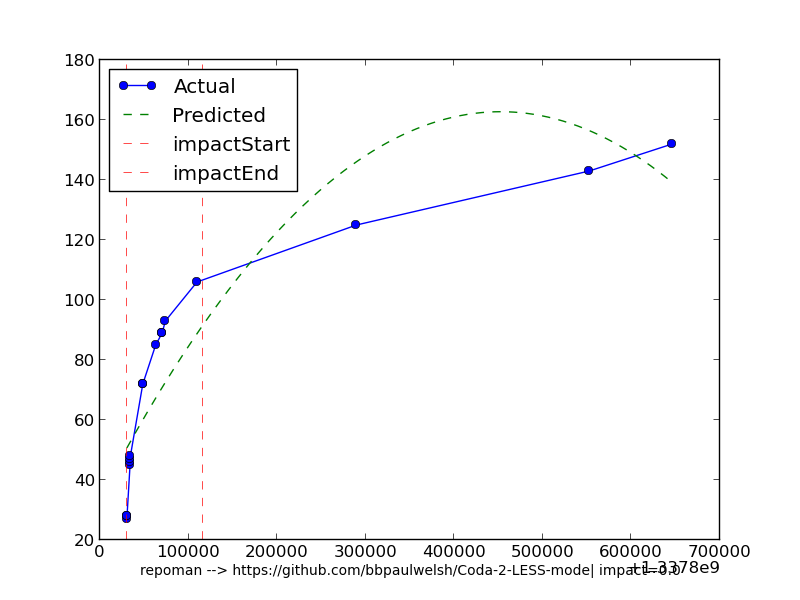 180
160
140
120
100
80
60
40
20
Actual
Predicted
impactStart
impactEnd
0 100000 200000 300000 400000 500000 600000 700000
+1.3378e9
repoman --> https://github.com/bbpaulwelsh/Coda-2-LESS-mode| impact=0.0